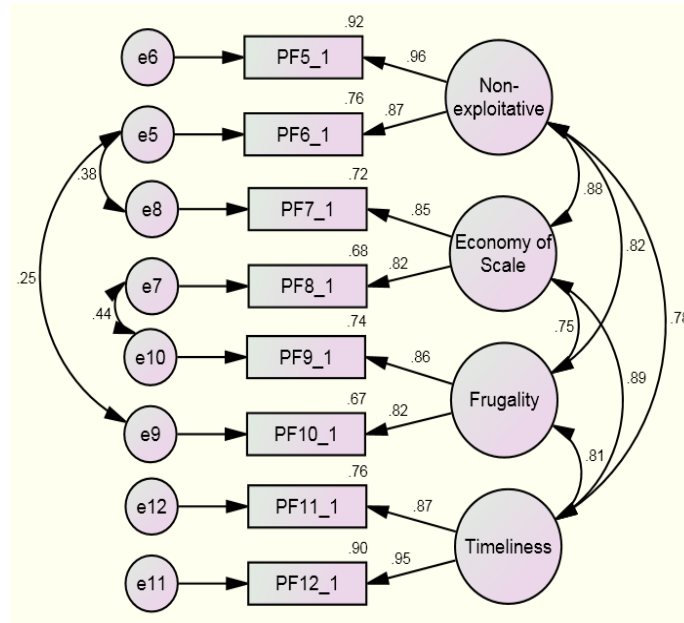 .92
e6
PF5_1
.96
Non-
exploitative
.76
.87
e5
PF6_1
.38
.72
.88
e8
PF7_1
.85
Economy of
Scale
.82
.68
.25
e7
PF8_1
.82
.78
.44
.74
.75
e10
PF9_1
.86
.89
Frugality
.67
.82
e9
PF10_1
.81
.76
e12
PF11_1
.87
.90
Timeliness
.95
e11
PF12_1